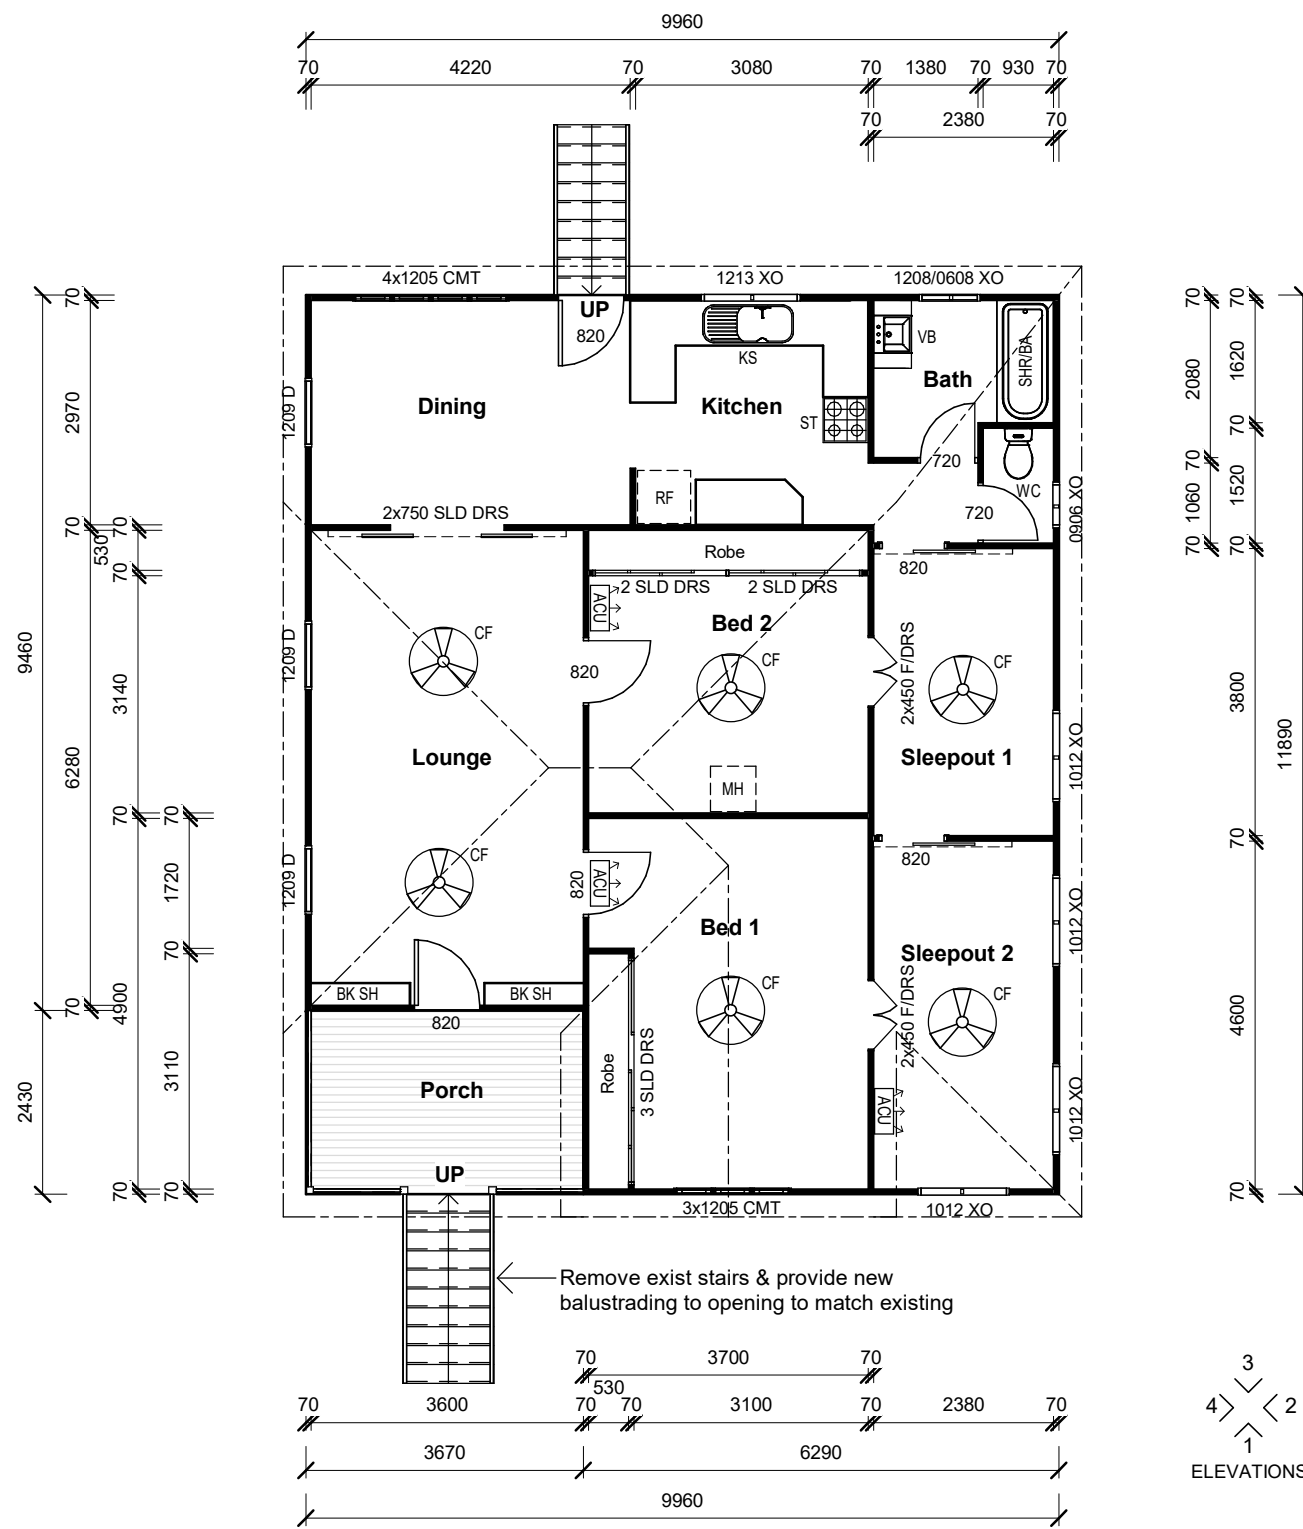 9960
70 4220 70 3080 70 1380 70 930 70
70 2380 70
4x1205 CMT 1213 XO 1208/0608 XO
UP
820
KS
VB
SHR/BA
Bath
Dining
Kitchen
ST
1209 D
720
RF
WC
720
0906 XO
2x750 SLD DRS
Robe
820
2 SLD DRS 2 SLD DRS
ACU
Bed 2
CF
CF
CF
1209 D
820
2x450 F/DRS
Lounge
Sleepout 1
1012 XO
MH
820
CF
1209 D
820
ACU
Bed 1
Sleepout 2
1012 XO
CF
CF
BK SH BK SH
820
2x450 F/DRS
Robe
3 SLD DRS
Porch
ACU
1012 XO
UP
3x1205 CMT
1012 XO
Remove exist stairs & provide new
balustrading to opening to match existing
70 3700 70
530
70 3600 70 70 3100 70 2380 70
3670 6290
9960
9460
2430
70
2970
70
6280
70
70
530
70
3140
70
4900
70
70
1720
70
3110
70
70
2080
70
1060
70
70
1620
70
1520
70
3800
70
4600
70
11890
3
4 2
1
ELEVATIONS